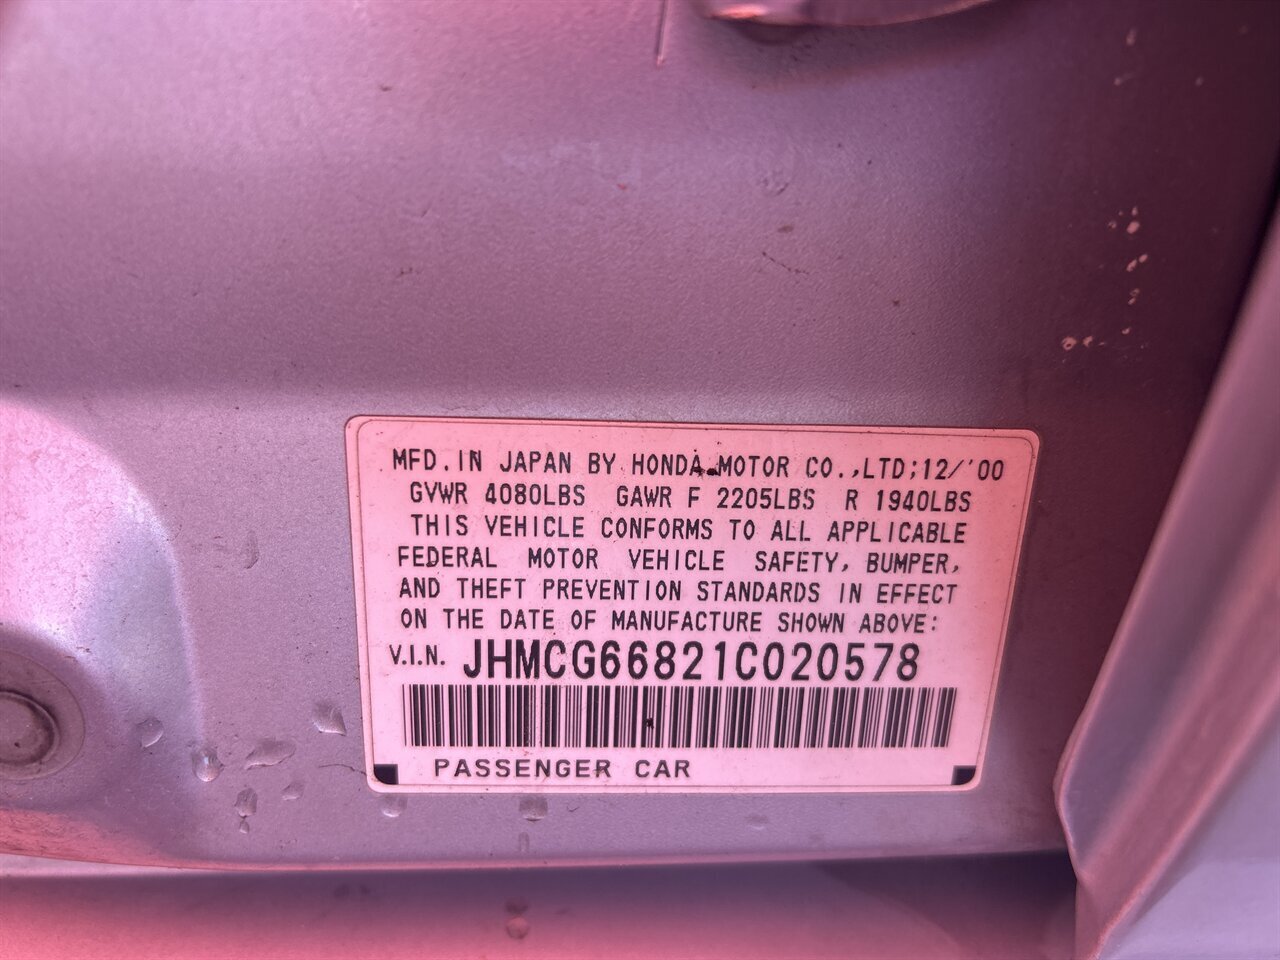 MFD.IN JAPAN BY HONDA MOTOR CO.,LTD;12/'00
GVWR 4080LBS GAWR F 2205LBS R 1940LBS
THIS VEHICLE CONFORMS TO ALL APPLICABLE
FEDERAL MOTOR VEHICLE SAFETY, BUMPER,
AND THEFT PREVENTION STANDARDS IN EFFECT
ON THE DATE OF MANUFACTURE SHOWN ABOVE:
V.I.N. JHMCG66821C020578
PASSENGER CAR